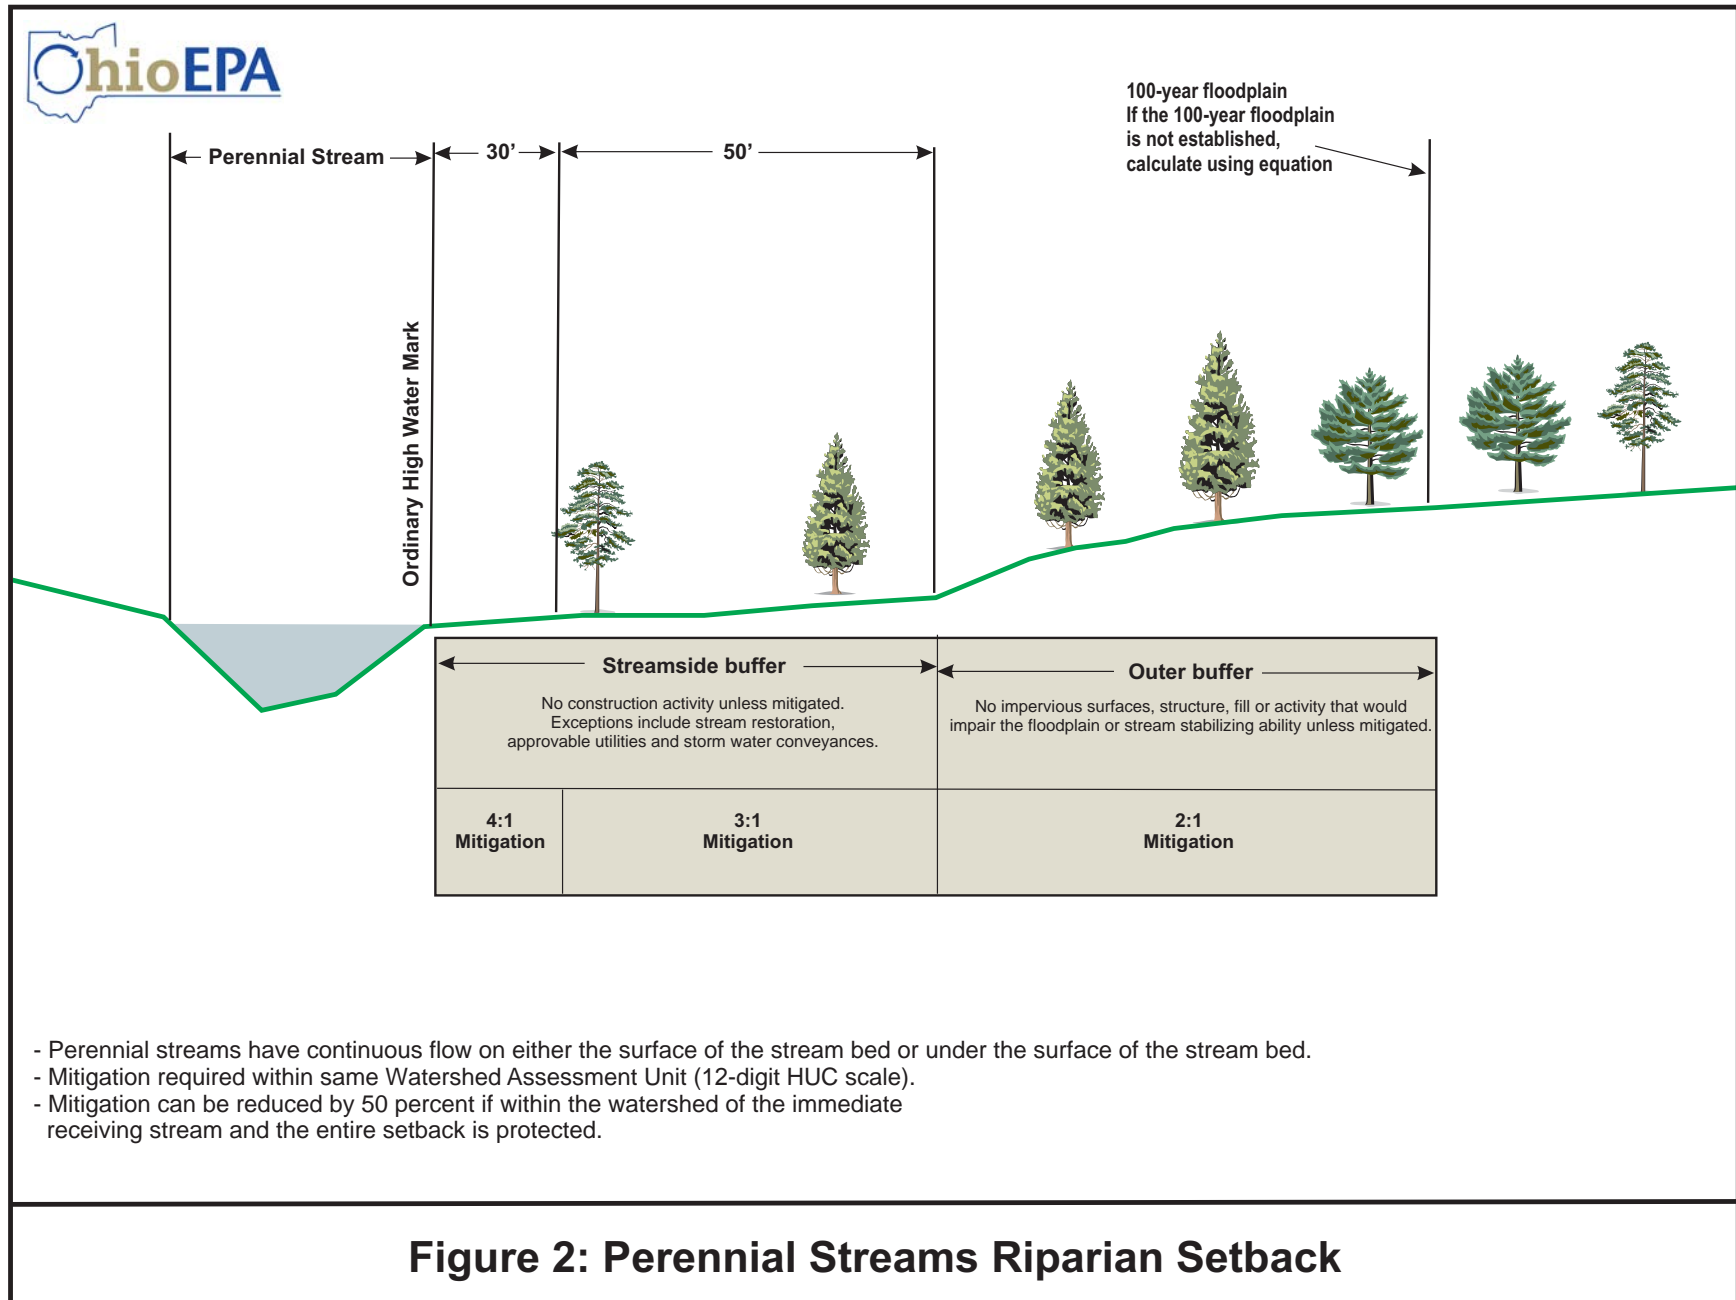 OhioEPA
100-year floodplain
If the 100-year floodplain
is not established,
calculate using equation
Perennial Stream
30’
50’
Ordinary High Water Mark
Streamside buffer
No construction activity unless mitigated.
Exceptions include stream restoration,
approvable utilities and storm water conveyances.
Outer buffer
No impervious surfaces, structure, fill or activity that would
impair the floodplain or stream stabilizing ability unless mitigated.
4:1
Mitigation
3:1
Mitigation
2:1
Mitigation
- Perennial streams have continuous flow on either the surface of the stream bed or under the surface of the stream bed.
- Mitigation required within same Watershed Assessment Unit (12-digit HUC scale).
- Mitigation can be reduced by 50 percent if within the watershed of the immediate
receiving stream and the entire setback is protected.
Figure 2: Perennial Streams Riparian Setback